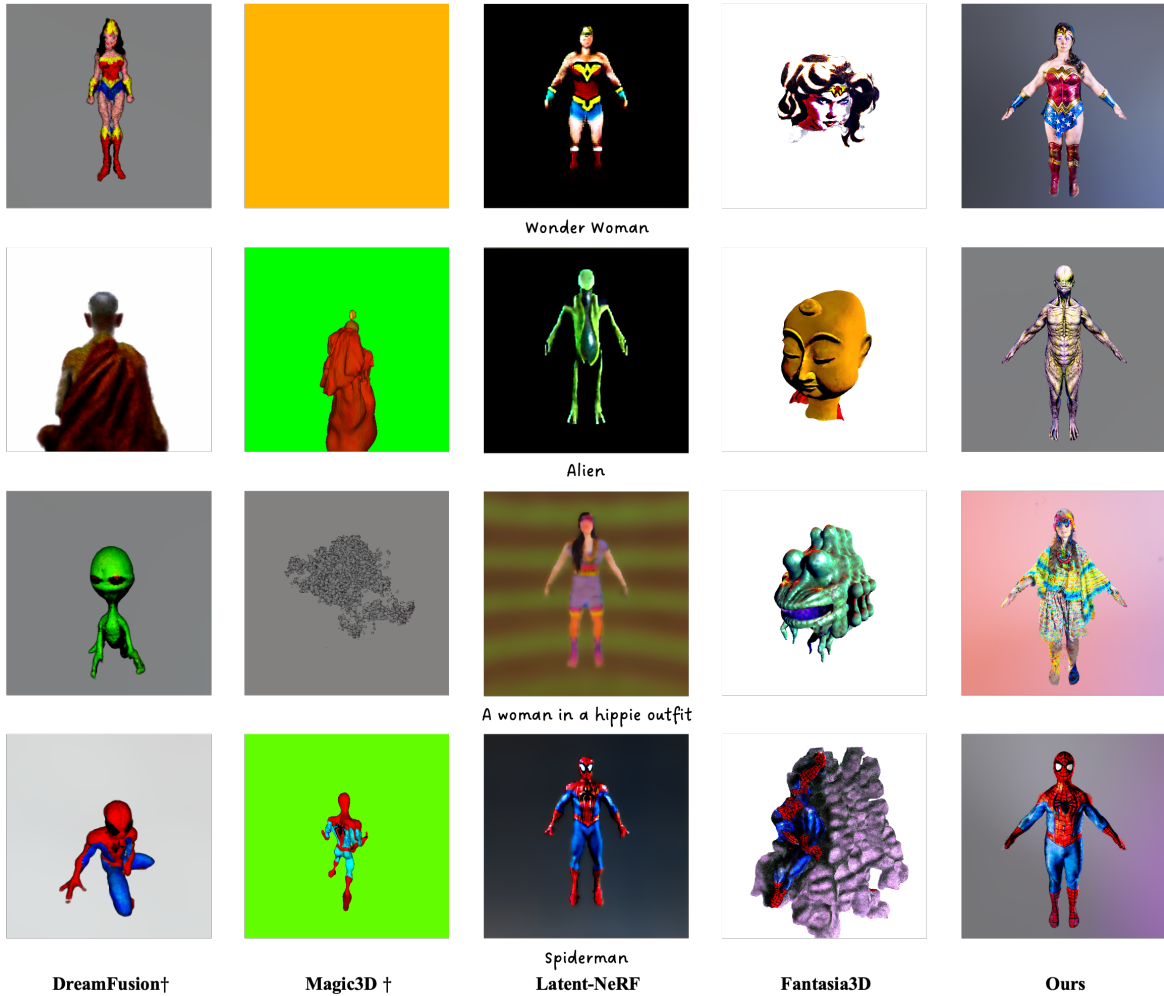 Wonder Woman
Alien
A woman in a hippie outfit
Spiderman
DreamFusion† Magic3D † Latent-NeRF Fantasia3D Ours